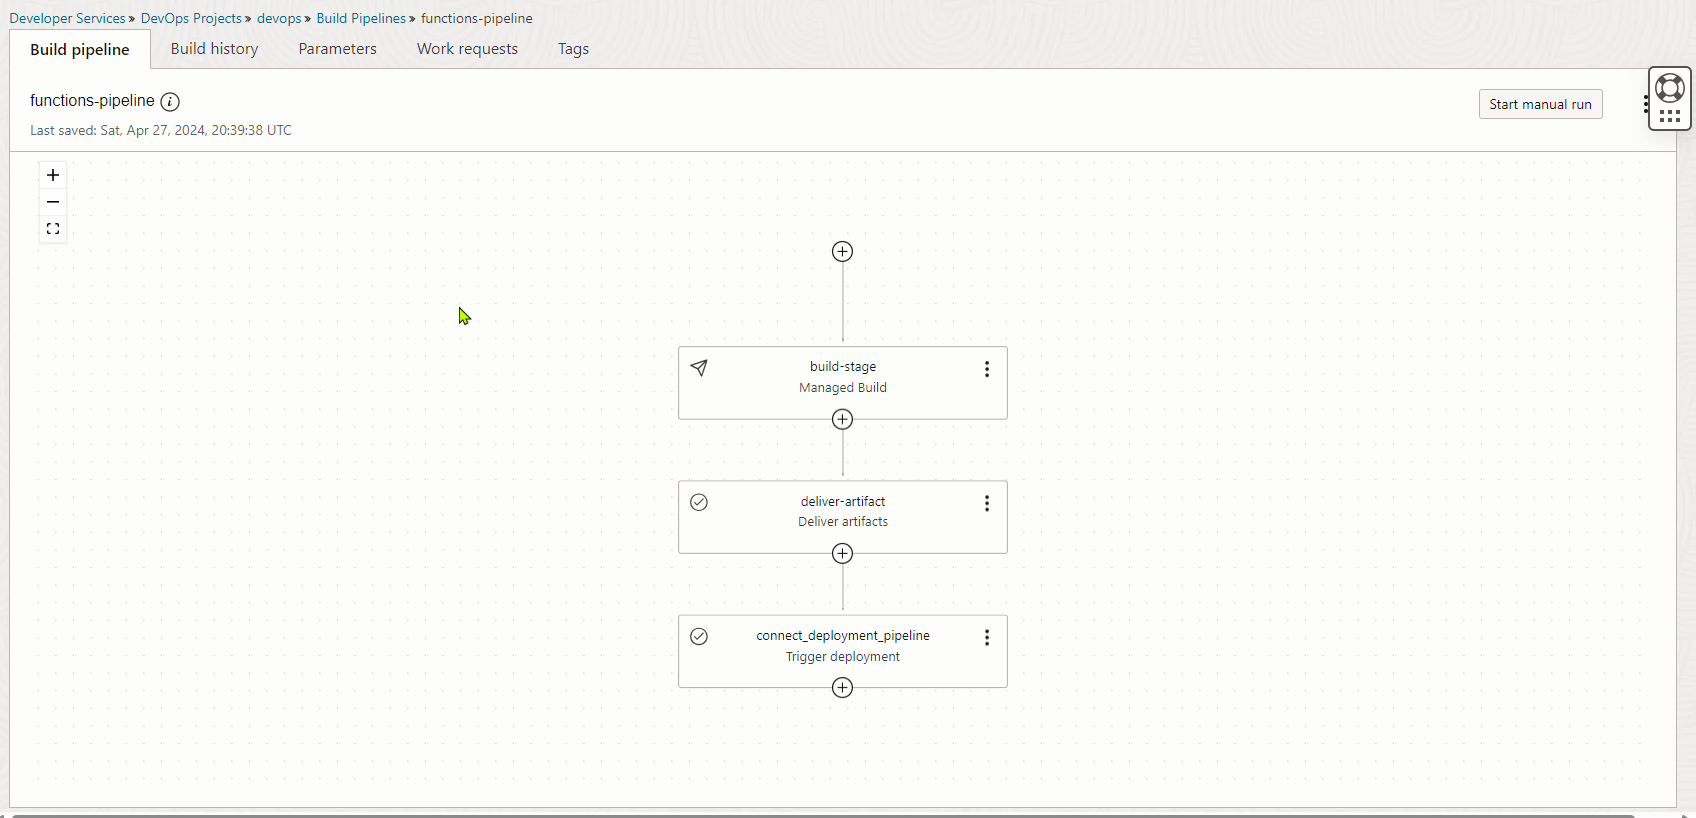 Developer Services » DevOps Projects » devops » Build Pipelines » functions-pipeline
Build pipeline Build history Parameters Work requests Tags
functions-pipeline
Start manual run
Last saved: Sat, Apr 27, 2024, 20:39:38 UTC
build-stage
Managed Build
deliver-artifact
Deliver artifacts
connect_deployment_pipeline
Trigger deployment